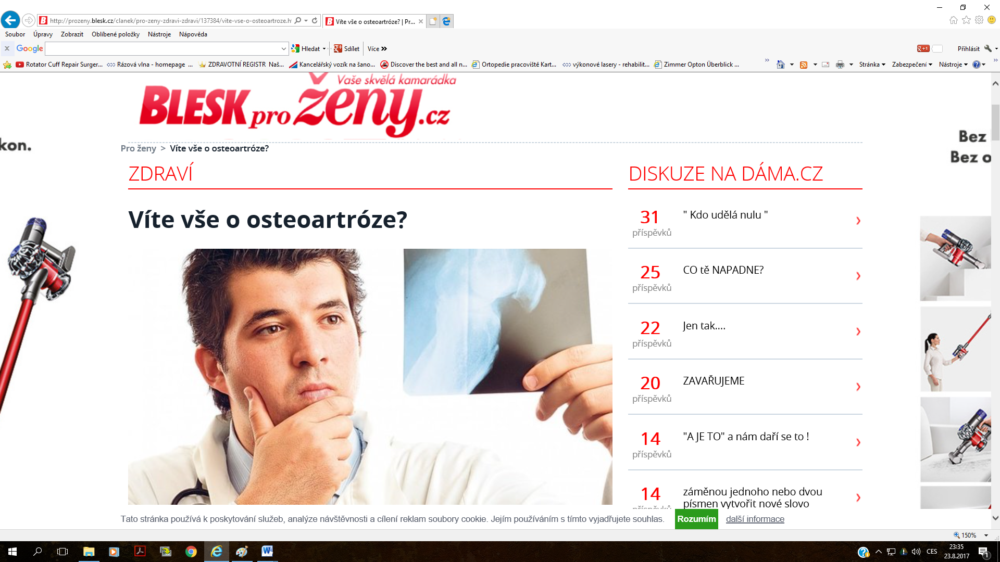 http://prozeny.blesk.cz/clanek/pro-zeny-zdravi-zdravi/137384/vite-vse-o-osteoartroze.h
Víte vše o osteoartróze? | Pr...
Soubor Úpravy Zobrazit Oblíbené položky Nástroje Nápověda
x Google Hledat Sdílet Více »
+1 Přihlásit
Rotator Cuff Repair Surger... Rázová vlna - homepage ... ZDRAVOTNÍ REGISTR Naš... Kancelářský vozík na šano... Discover the best and all n... Ortopedie pracoviště Kart... výkonové lasery - rehabilit... Zimmer Opton Überblick ... Stránka Zabezpečení Nástroje
Vaše skvělá kamarádka
BLESK pro ženy.cz
kon.
Bez
Bez o
Pro ženy > Víte vše o osteoartróze?
ZDRAVÍ
Víte vše o osteoartróze?
DISKUZE NA DÁMA.CZ
31 " Kdo udělá nulu "
příspěvků
25 CO tě NAPADNE?
příspěvků
22 Jen tak....
příspěvků
20 ZAVAŘUJEME
příspěvků
14 "A JE TO" a nám daří se to !
příspěvků
14 záměnou jednoho nebo dvou
příspěvků písmen vytvořit nové slovo
Tato stránka používá k poskytování služeb, analýze návštěvnosti a cílení reklam soubory cookie. Jejím používáním s tímto vyjadřujete souhlas. Rozumím další informace
150%
CES
23:35
23.8.2017
1